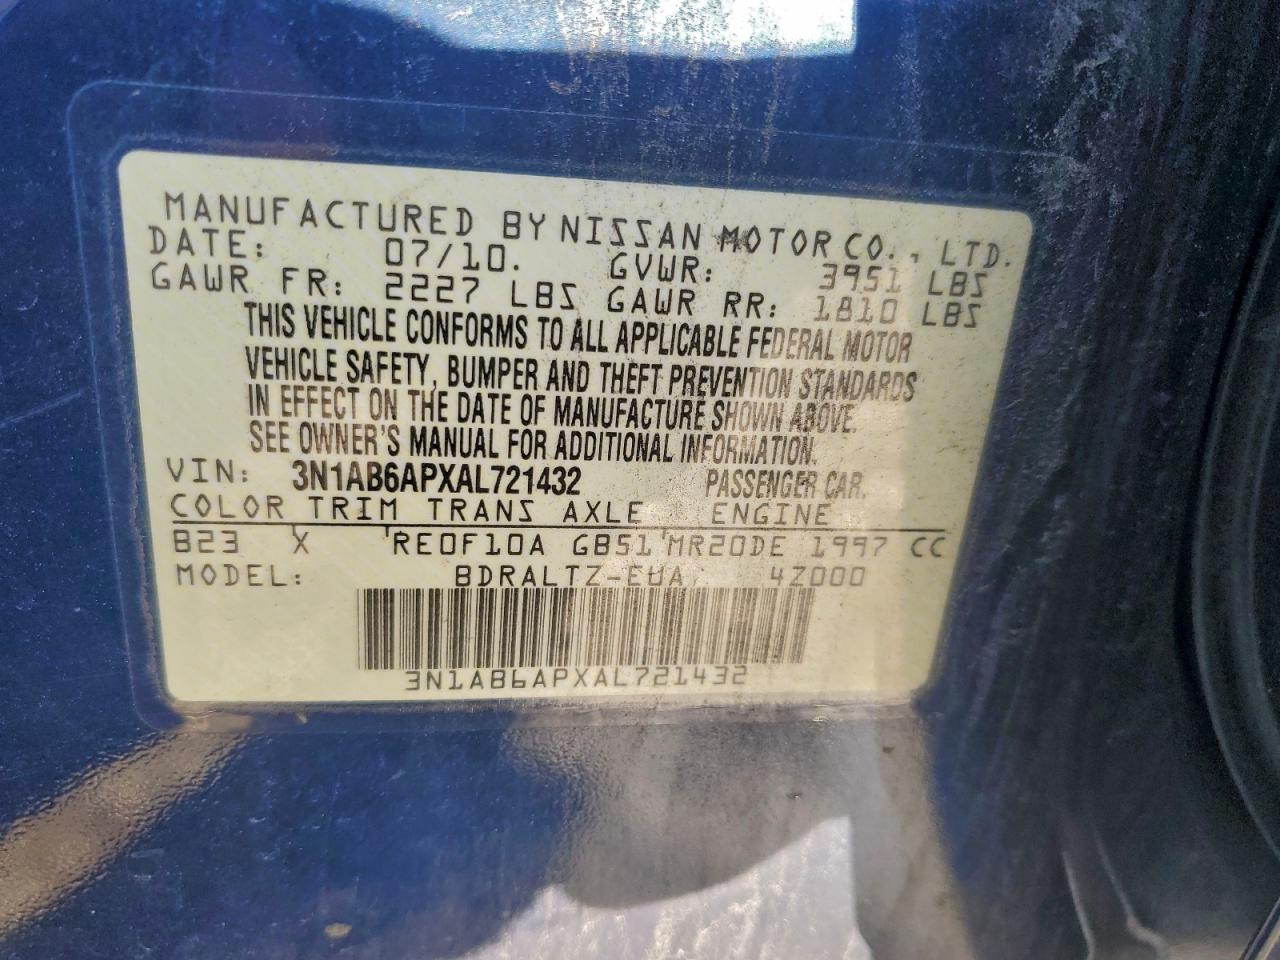 MANUFACTURED BY NISSAN MOTOR CO., LTD.
DATE: 07/10. GVWR: 3951 LBS
GAWR FR: 2227 LBS GAWR RR: 1810 LBS
THIS VEHICLE CONFORMS TO ALL APPLICABLE FEDERAL MOTOR
VEHICLE SAFETY, BUMPER AND THEFT PREVENTION STANDARDS
IN EFFECT ON THE DATE OF MANUFACTURE SHOWN ABOVE.
SEE OWNER'S MANUAL FOR ADDITIONAL INFORMATION.
VIN: 3N1AB6APXAL721432 PASSENGER CAR.
COLOR TRIM TRANS AXLE ENGINE
B23 X RE0F10A GB51 MR20DE 1997 CC
MODEL: BDRALTZ-EUA 4Z000
3N1AB6APXAL721432